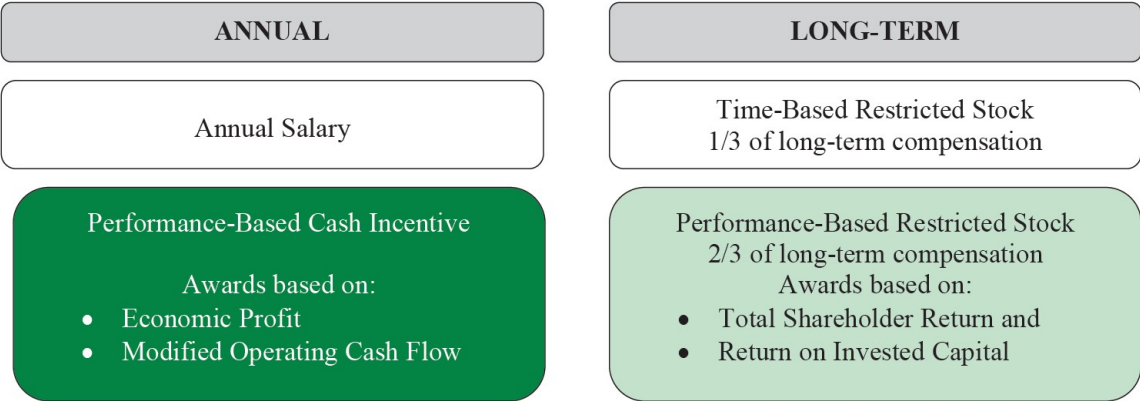 ANNUAL
Annual Salary
Performance-Based Cash Incentive
Awards based on:
• Economic Profit
• Modified Operating Cash Flow
LONG-TERM
Time-Based Restricted Stock
1/3 of long-term compensation
Performance-Based Restricted Stock
2/3 of long-term compensation
Awards based on:
• Total Shareholder Return and
• Return on Invested Capital